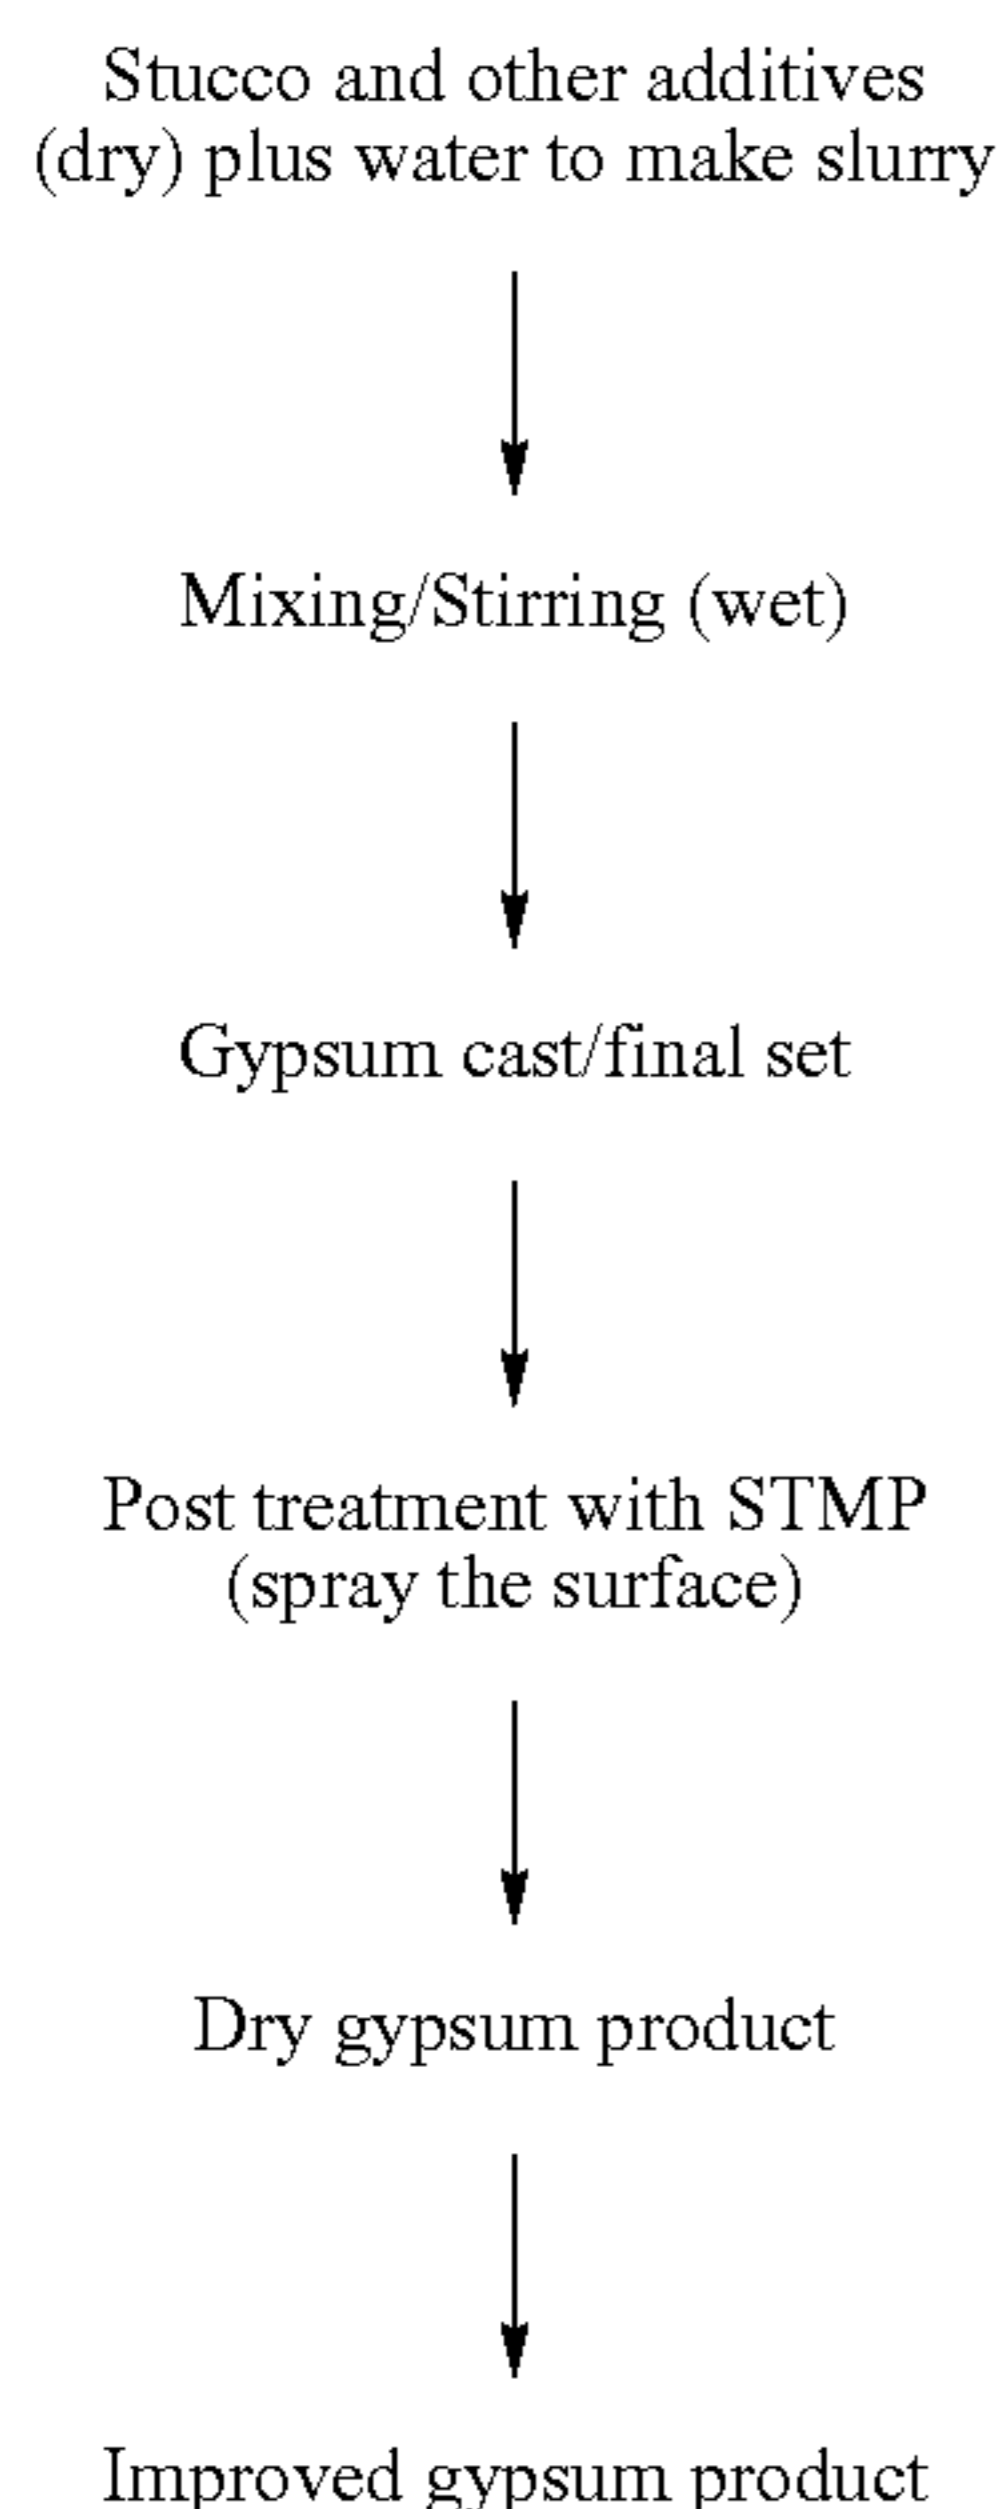 Stucco and other additives
(dry) plus water to make slurry
Mixing/Stirring (wet)
Gypsum cast/final set
Post treatment with STMP
(spray the surface)
Dry gypsum product
Improved gypsum product